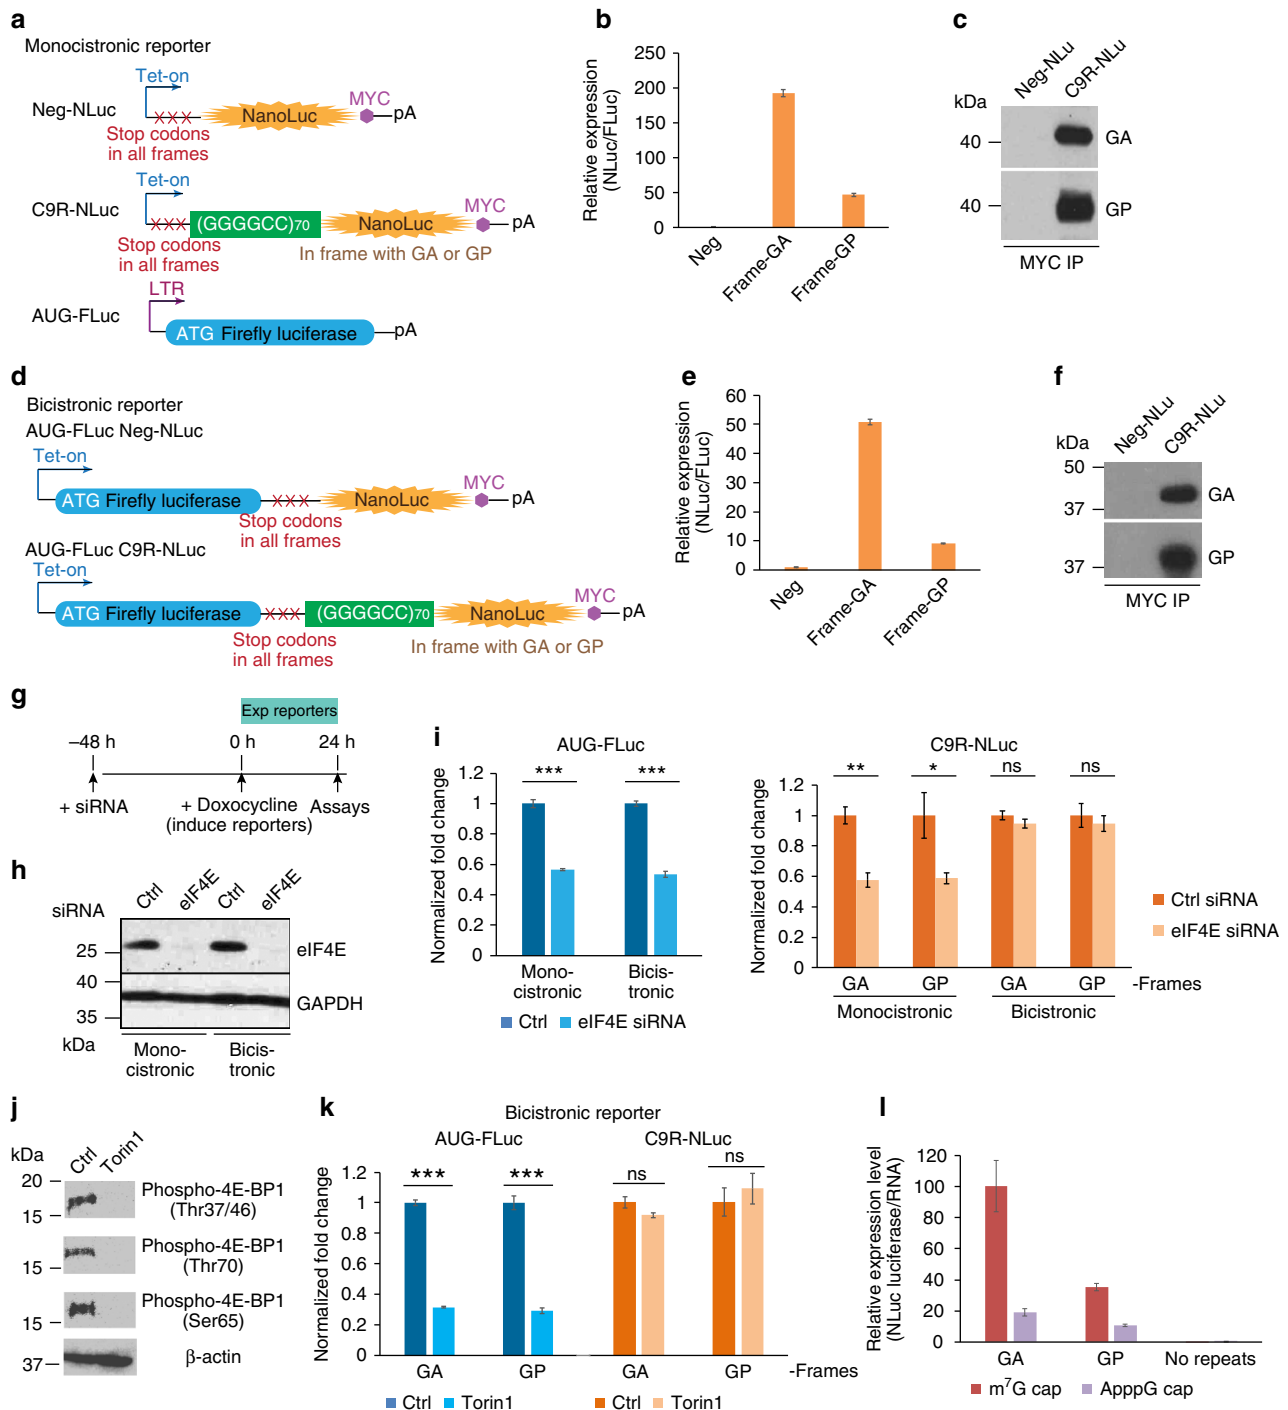 a
Monocistronic reporter
Tet-on
Neg-NLuc
NanoLuc
MYC
pA
Stop codons
in all frames
Tet-on
C9R-NLuc
(GGGGCC)70
NanoLuc
MYC
pA
Stop codons
in all frames
In frame with GA or GP
LTR
AUG-FLuc
ATG Firefly luciferase
pA
b
Relative expression
(NLuc/FLuc)
250
200
150
100
50
0
Neg
Frame-GA
Frame-GP
c
Neg-NLu
C9R-NLu
kDa
40
GA
40
GP
MYC IP
d
Bicistronic reporter
AUG-FLuc Neg-NLuc
Tet-on
ATG Firefly luciferase
NanoLuc
MYC
pA
Stop codons
in all frames
AUG-FLuc C9R-NLuc
Tet-on
ATG Firefly luciferase
(GGGGCC)70
NanoLuc
MYC
pA
Stop codons
in all frames
In frame with GA or GP
e
Relative expression
(NLuc/FLuc)
60
50
40
30
20
10
0
Neg
Frame-GA
Frame-GP
f
Neg-NLu
C9R-NLu
kDa
50
37
GA
37
GP
MYC IP
g
Exp reporters
–48 h
0 h
24 h
+ siRNA
+ Doxocycline
(induce reporters)
Assays
h
siRNA
Ctrl
eIF4E
Ctrl
eIF4E
25
eIF4E
40
35
GAPDH
kDa
Mono-
cistronic
Bicis-
tronic
i
AUG-FLuc
Normalized fold change
1.2
1
0.8
0.6
0.4
0.2
0
***
***
Mono-
cistronic
Bicis-
tronic
Ctrl
eIF4E siRNA
C9R-NLuc
Normalized fold change
1.2
1
0.8
0.6
0.4
0.2
0
**
*
ns
ns
GA
GP
GA
GP
-Frames
Monocistronic
Bicistronic
Ctrl siRNA
eIF4E siRNA
j
kDa
Ctrl
Torin1
20
15
Phospho-4E-BP1
(Thr37/46)
15
Phospho-4E-BP1
(Thr70)
15
Phospho-4E-BP1
(Ser65)
37
β-actin
k
Bicistronic reporter
AUG-FLuc
C9R-NLuc
Normalized fold change
1.2
1
0.8
0.6
0.4
0.2
0
***
***
ns
ns
GA
GP
GA
GP
-Frames
Ctrl
Torin1
Ctrl
Torin1
l
Relative expression level
(NLuc luciferase/RNA)
120
100
80
60
40
20
0
GA
GP
No repeats
m⁷G cap
ApppG cap